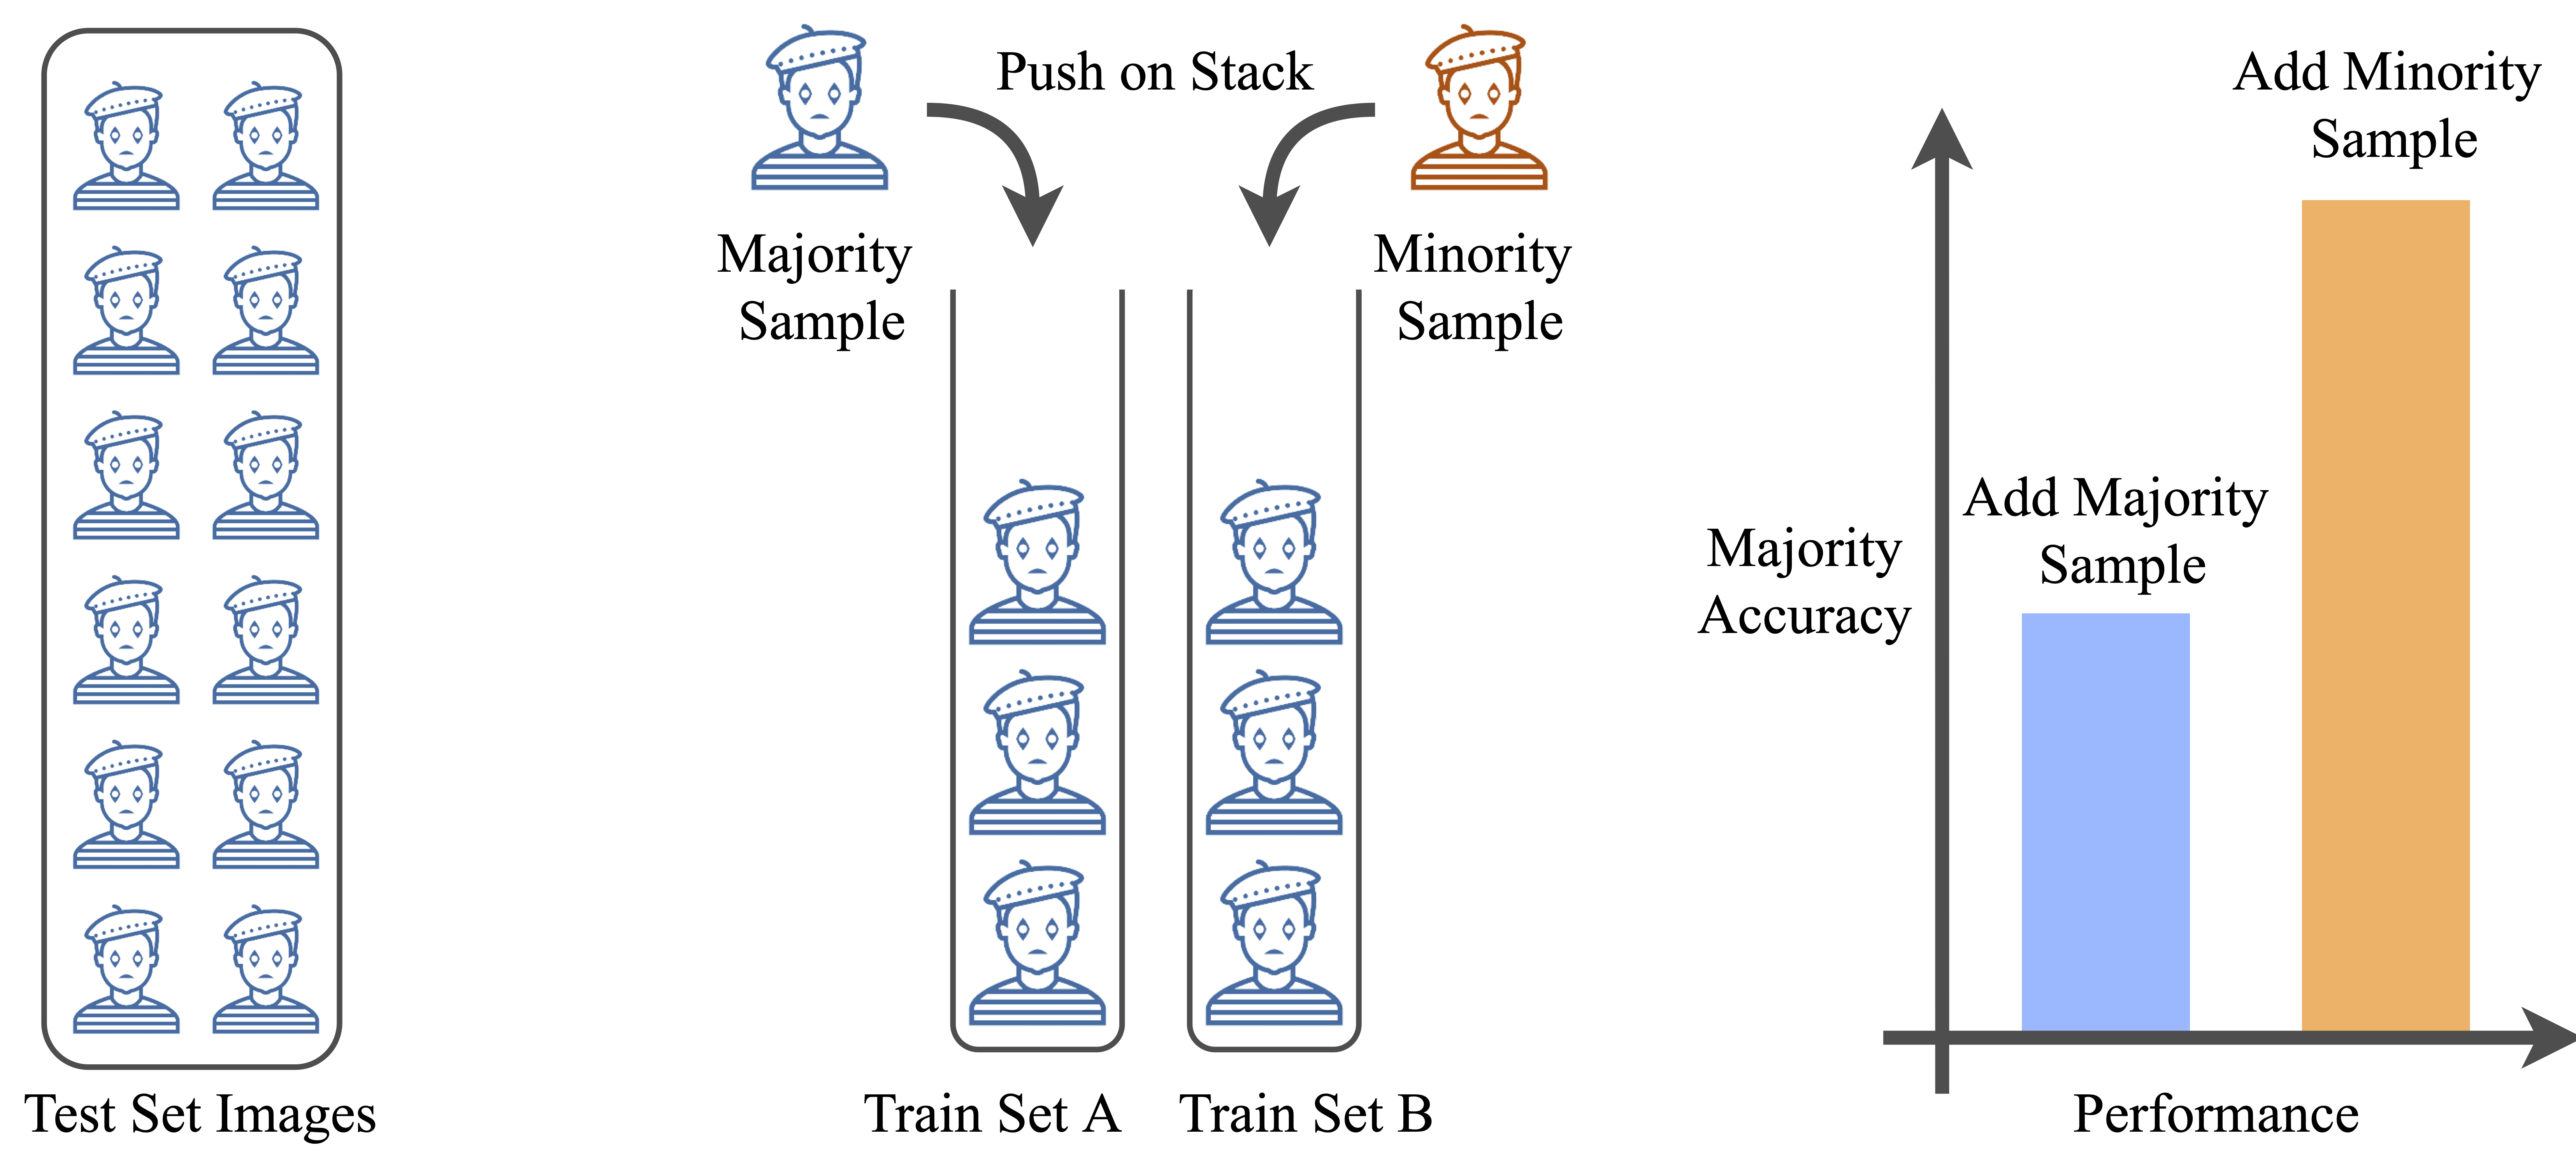 Test Set Images
Push on Stack
Majority
Sample
Minority
Sample
Train Set A
Train Set B
Majority
Accuracy
Add Majority
Sample
Add Minority
Sample
Performance